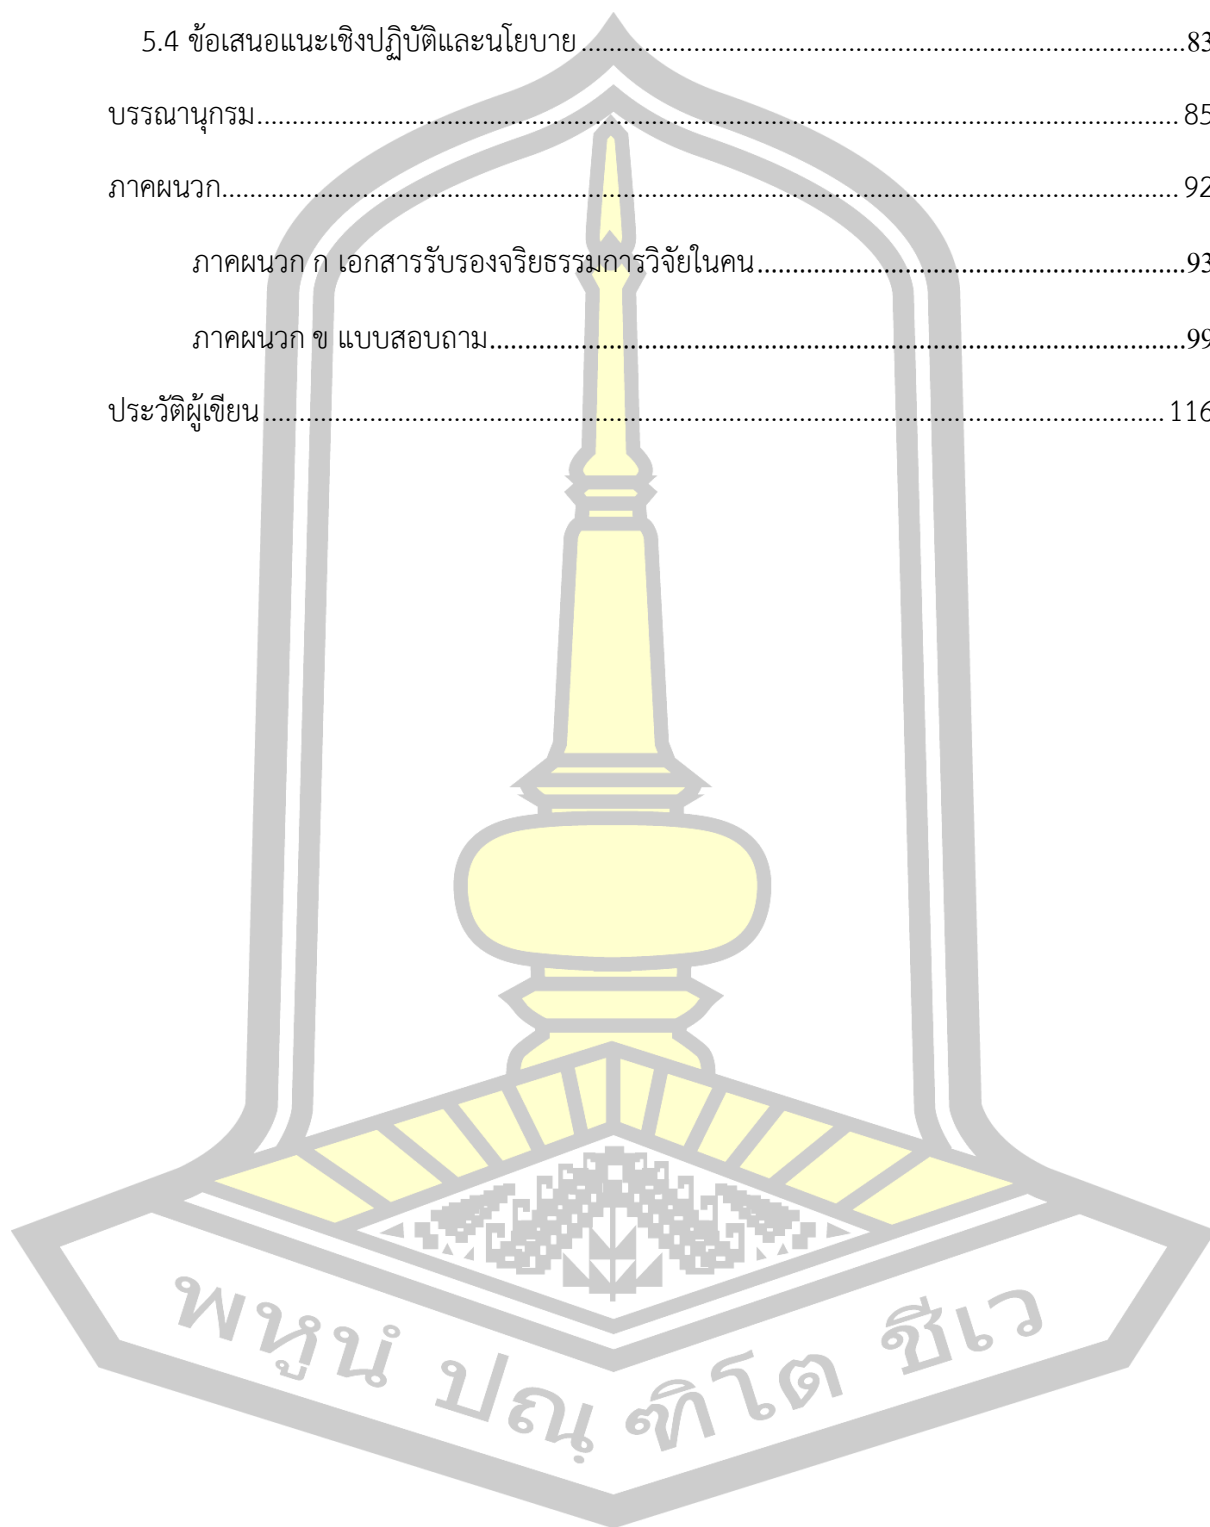 5.4 ข้อเสนอแนะเชิงปฏิบัติและนโยบาย..........83
บรรณานุกรม..........85
ภาคผนวก..........92
ภาคผนวก ก เอกสารรับรองจริยธรรมการวิจัยในคน..........93
ภาคผนวก ข แบบสอบถาม..........99
ประวัติผู้เขียน..........116
พหูนํ ปณฺฑิโต ชีเว